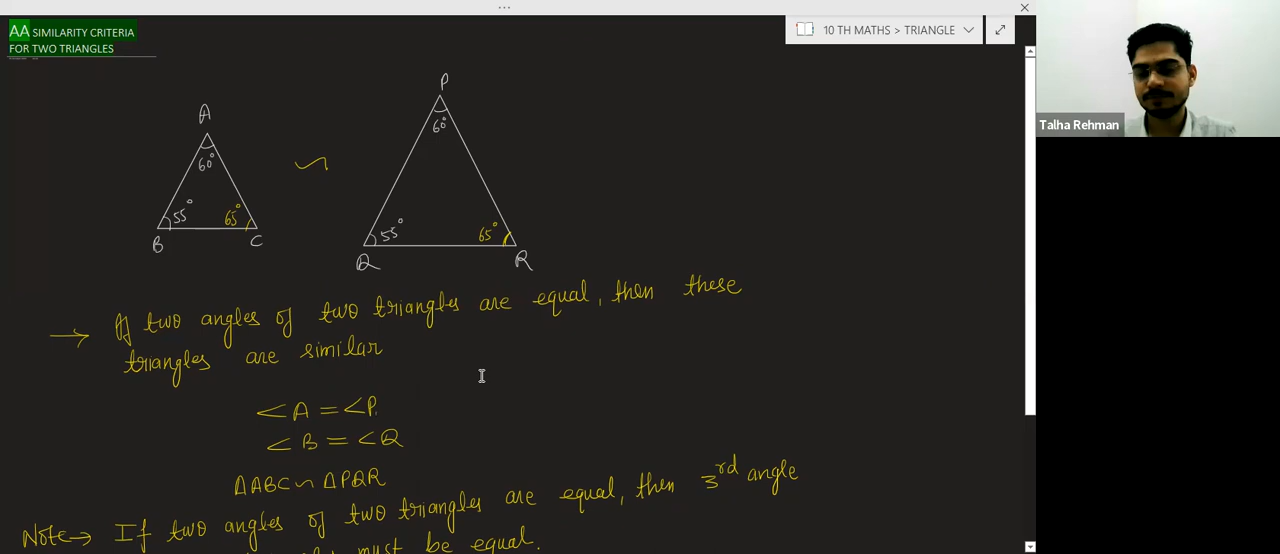 AA SIMILARITY CRITERIA
FOR TWO TRIANGLES
10 TH MATHS > TRIANGLE
Talha Rehman
A
60°
55°
65°
B
C
∽
P
60°
55°
65°
Q
R
→ If two angles of two triangles are equal, then these
triangles are similar
<A = <P
<B = <Q
ΔABC ∽ ΔPQR
Note → If two angles of two triangles are equal, then 3rd angle
must be equal.